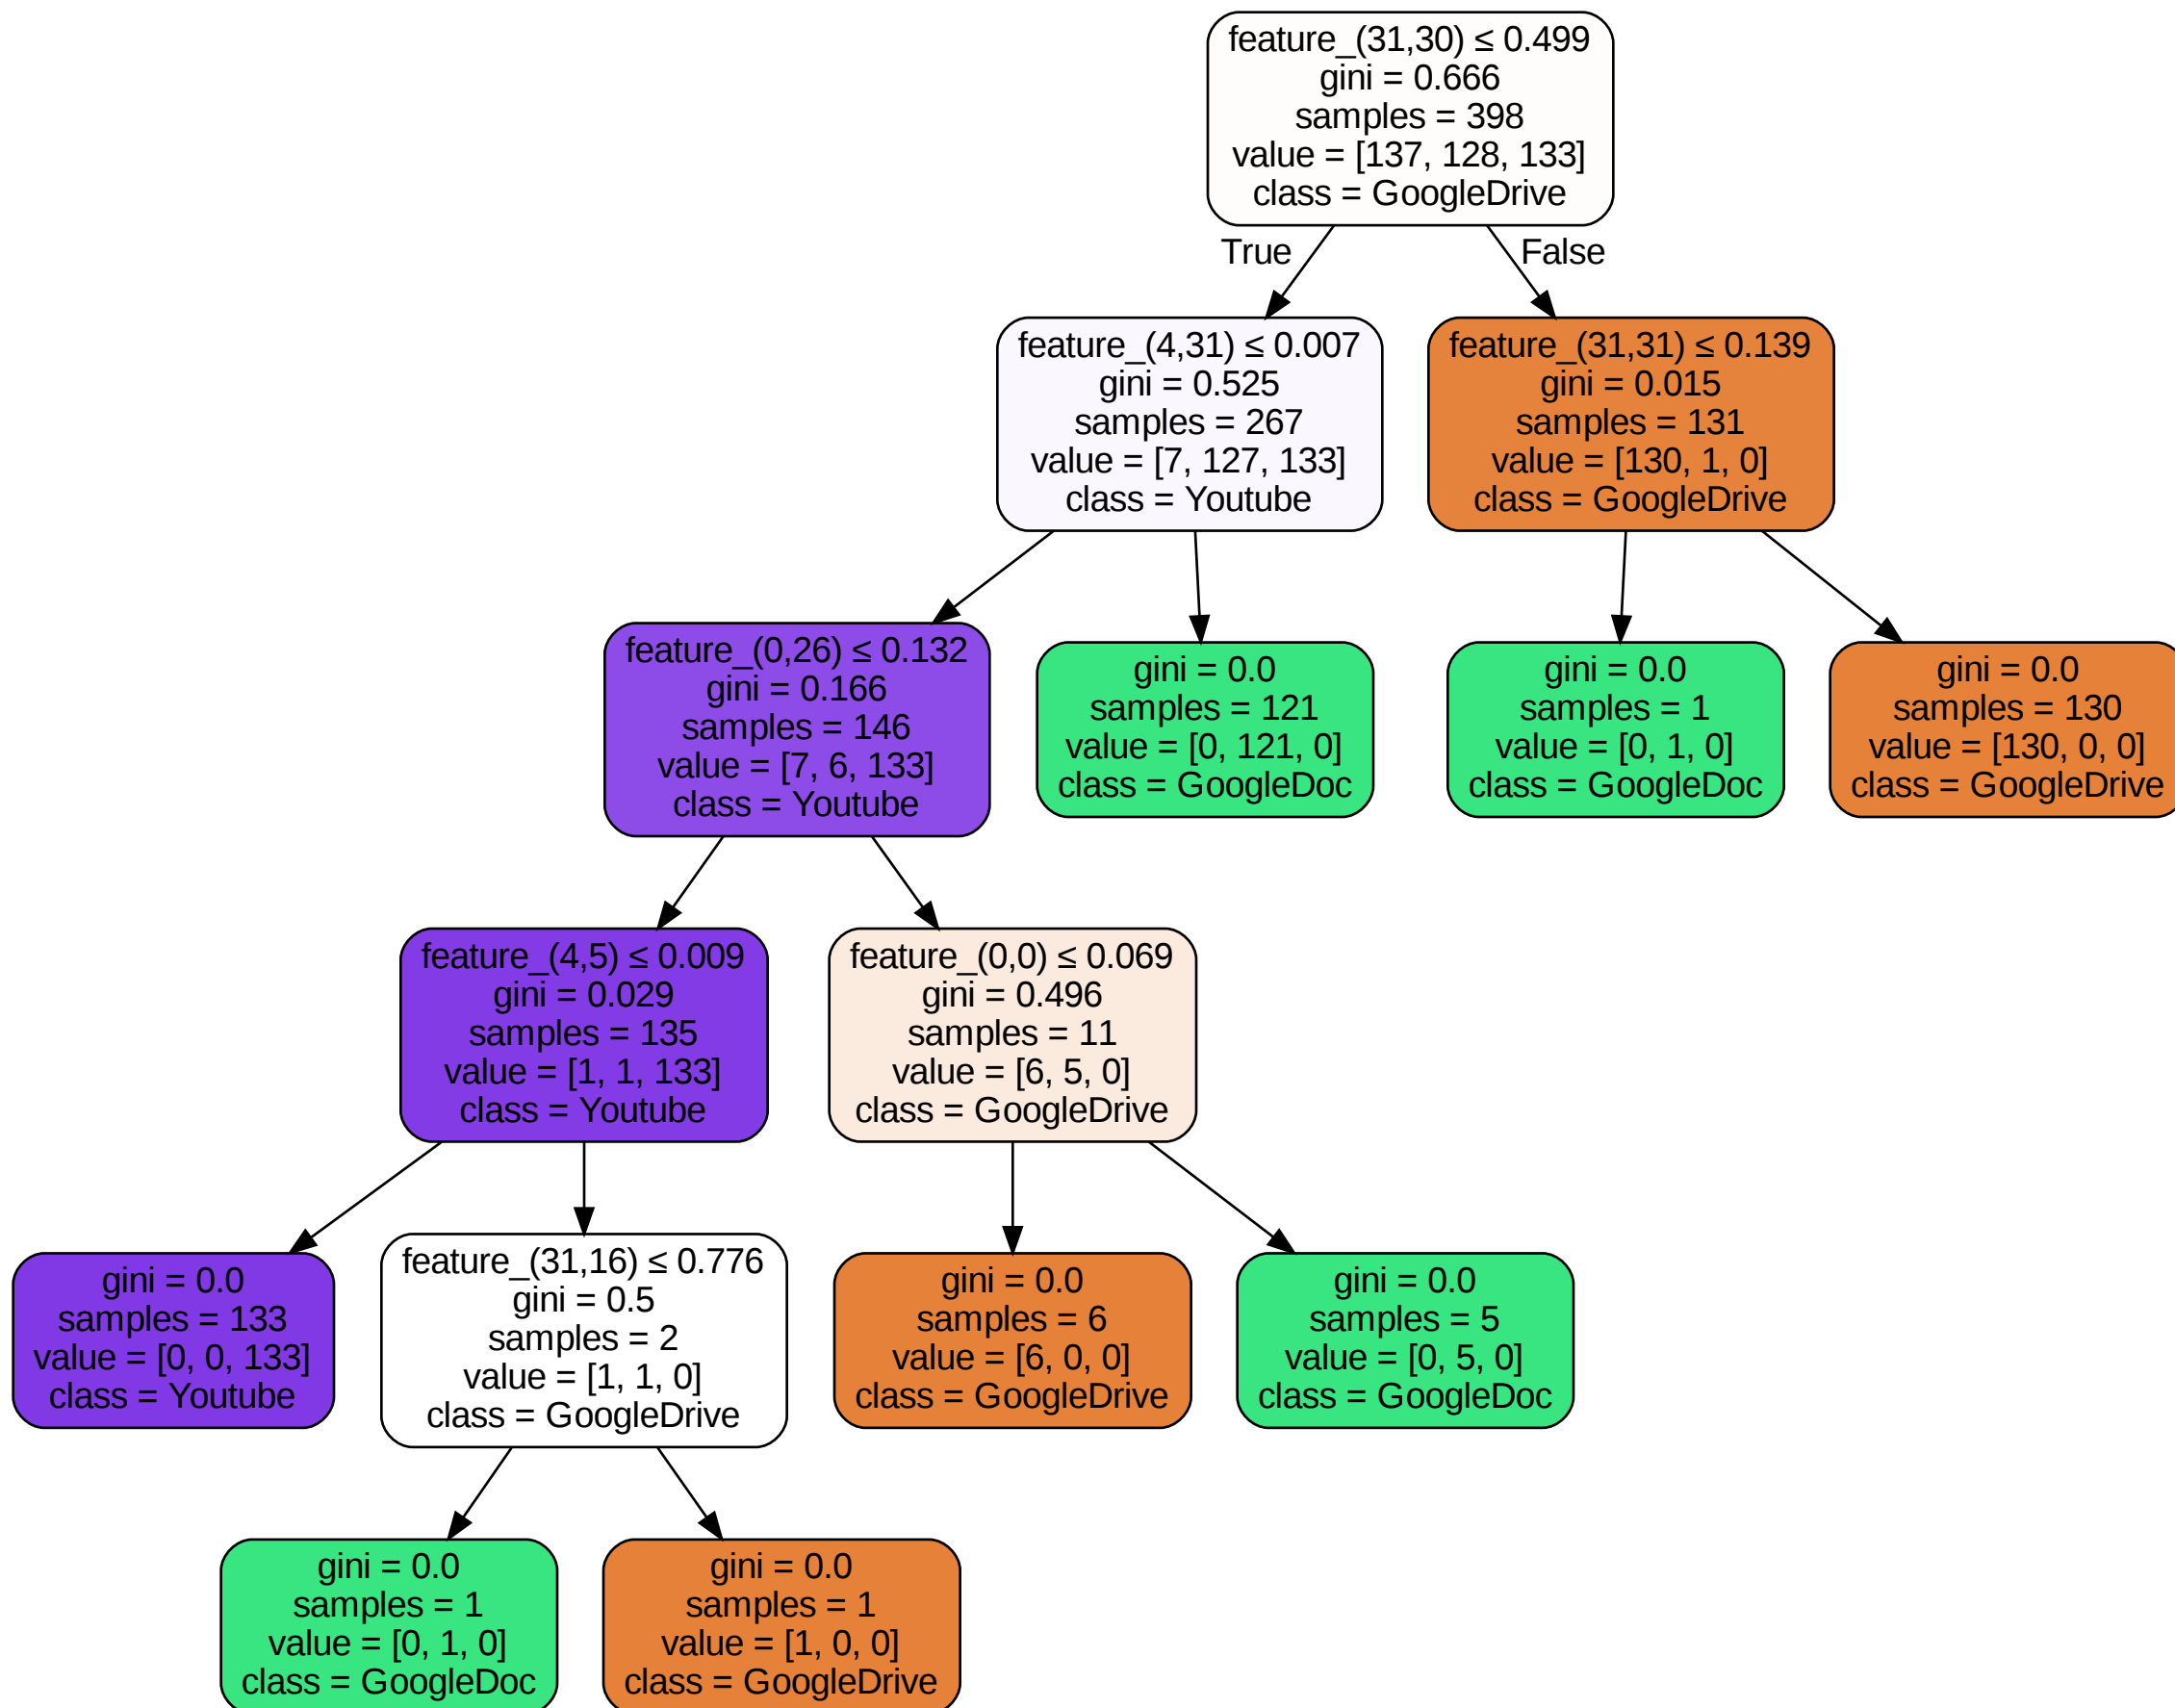 feature_(31,30) ≤ 0.499
gini = 0.666
samples = 398
value = [137, 128, 133]
class = GoogleDrive
True
False
feature_(4,31) ≤ 0.007
gini = 0.525
samples = 267
value = [7, 127, 133]
class = Youtube
feature_(31,31) ≤ 0.139
gini = 0.015
samples = 131
value = [130, 1, 0]
class = GoogleDrive
feature_(0,26) ≤ 0.132
gini = 0.166
samples = 146
value = [7, 6, 133]
class = Youtube
gini = 0.0
samples = 121
value = [0, 121, 0]
class = GoogleDoc
gini = 0.0
samples = 1
value = [0, 1, 0]
class = GoogleDoc
gini = 0.0
samples = 130
value = [130, 0, 0]
class = GoogleDrive
feature_(4,5) ≤ 0.009
gini = 0.029
samples = 135
value = [1, 1, 133]
class = Youtube
feature_(0,0) ≤ 0.069
gini = 0.496
samples = 11
value = [6, 5, 0]
class = GoogleDrive
gini = 0.0
samples = 133
value = [0, 0, 133]
class = Youtube
feature_(31,16) ≤ 0.776
gini = 0.5
samples = 2
value = [1, 1, 0]
class = GoogleDrive
gini = 0.0
samples = 6
value = [6, 0, 0]
class = GoogleDrive
gini = 0.0
samples = 5
value = [0, 5, 0]
class = GoogleDoc
gini = 0.0
samples = 1
value = [0, 1, 0]
class = GoogleDoc
gini = 0.0
samples = 1
value = [1, 0, 0]
class = GoogleDrive